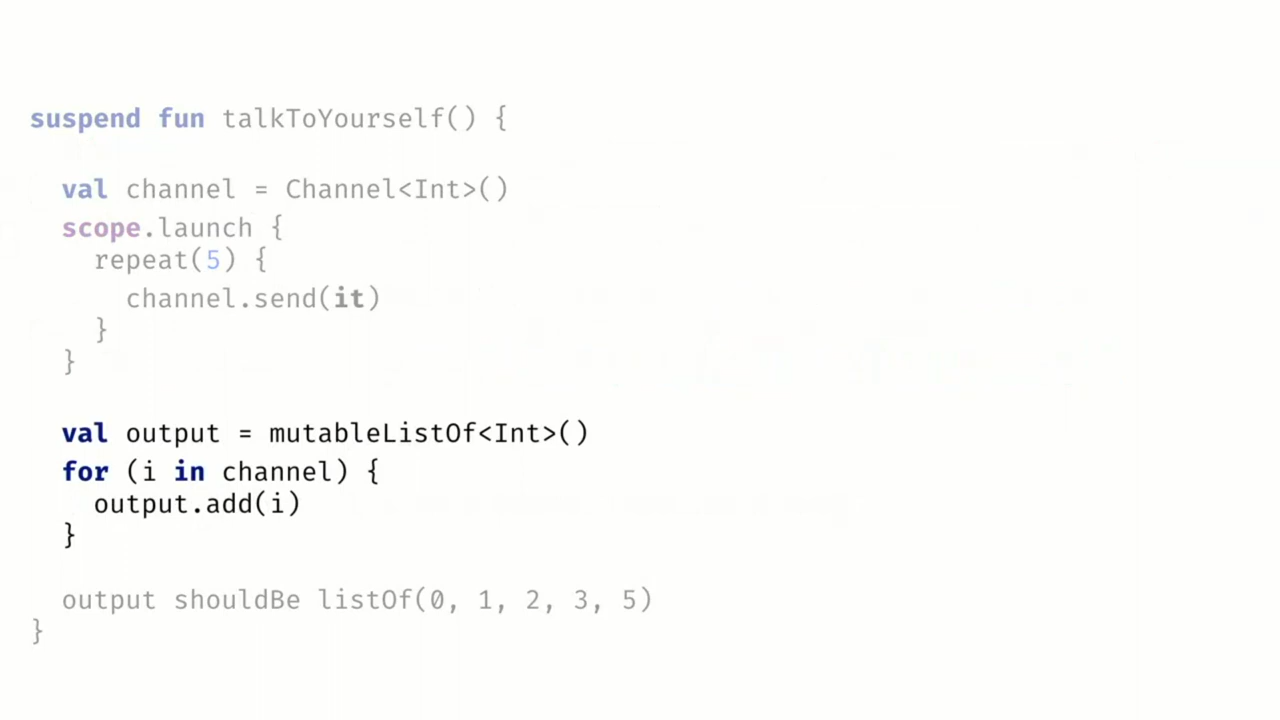 suspend fun talkToYourself() {
val channel = Channel<Int>()
scope.launch {
repeat(5) {
channel.send(it)
}
}
val output = mutableListOf<Int>()
for (i in channel) {
output.add(i)
}
output shouldBe listOf(0, 1, 2, 3, 5)
}